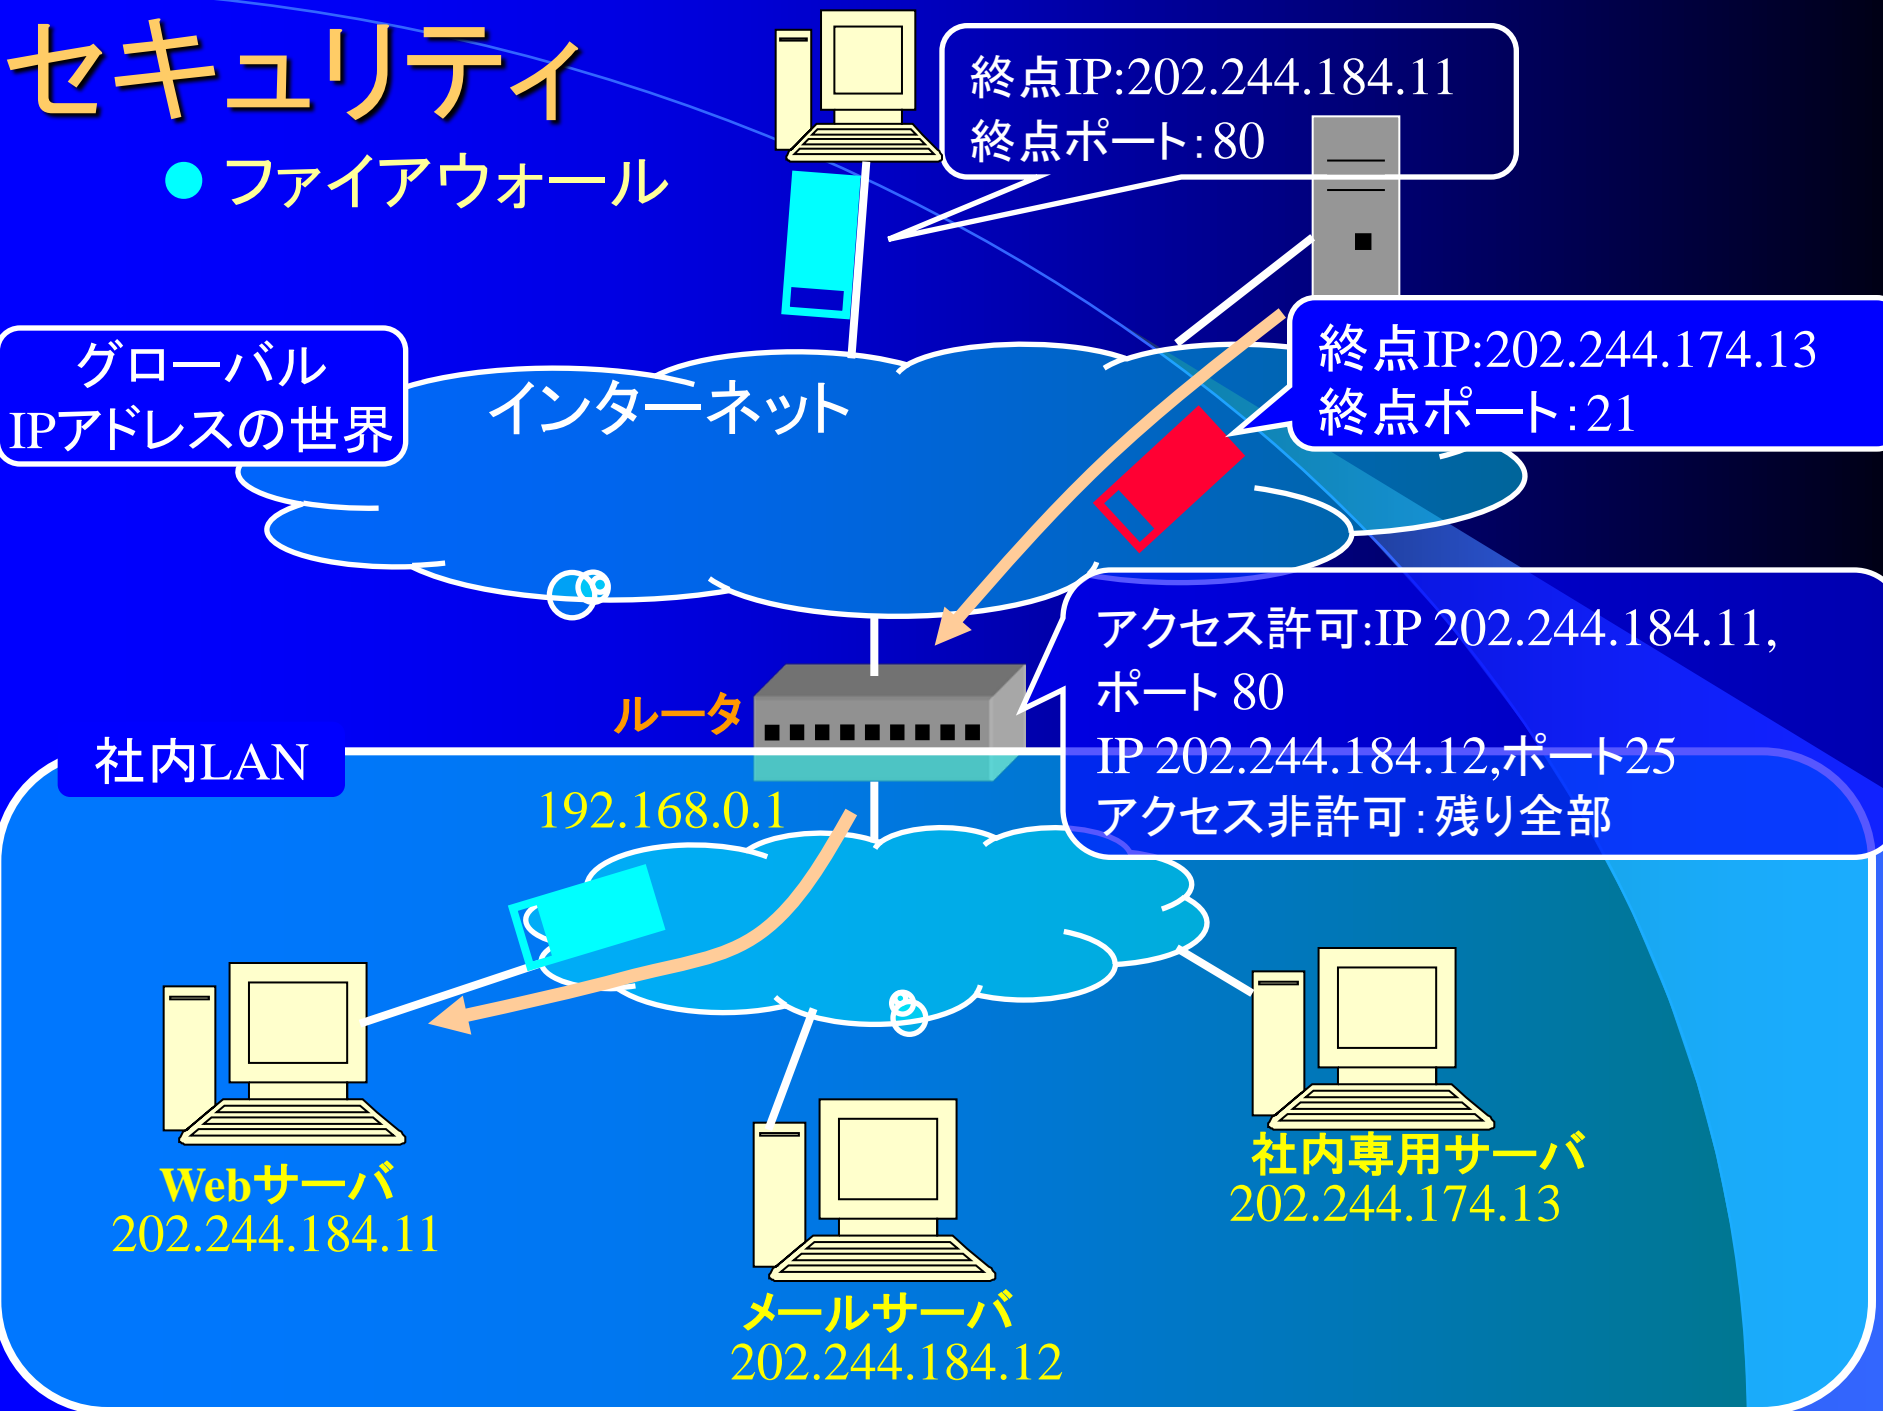 セキュリティ
● ファイアウォール
終点IP:202.244.184.11
終点ポート:80
グローバル
IPアドレスの世界
インターネット
終点IP:202.244.174.13
終点ポート:21
アクセス許可:IP 202.244.184.11,
ポート 80
IP 202.244.184.12,ポート25
アクセス非許可:残り全部
ルータ
社内LAN
192.168.0.1
Webサーバ
202.244.184.11
メールサーバ
202.244.184.12
社内専用サーバ
202.244.174.13